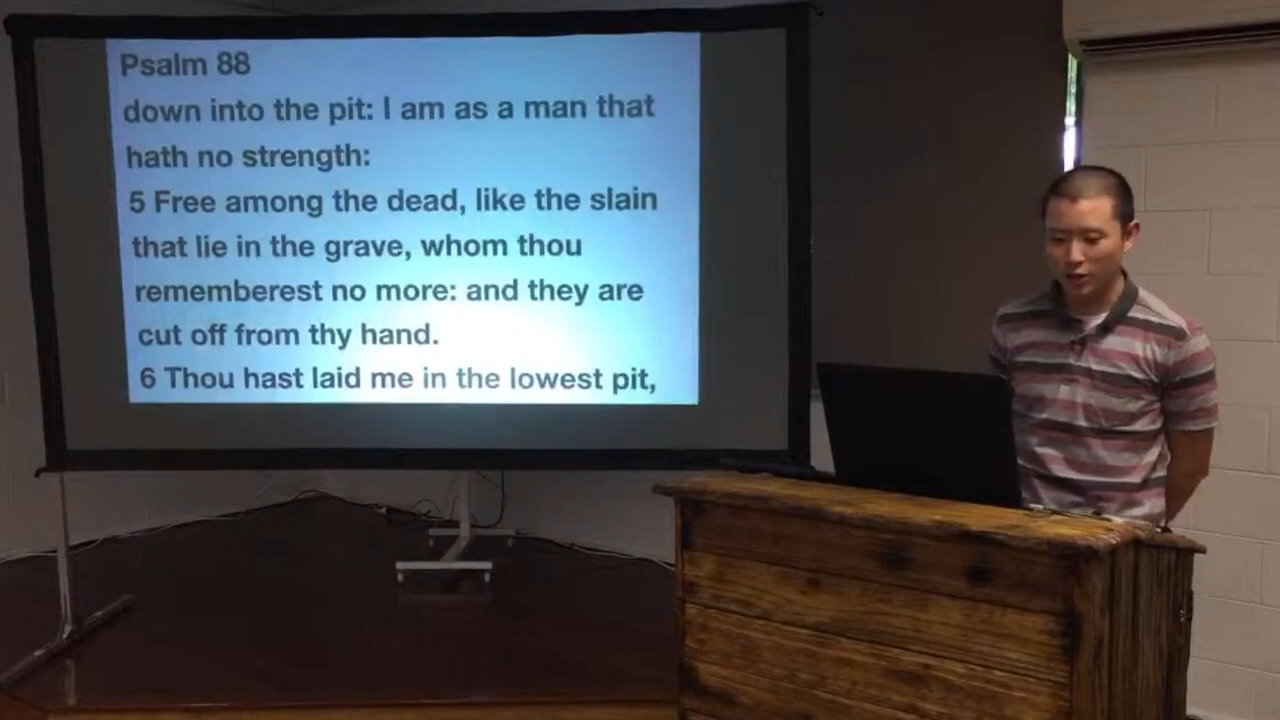 Psalm 88
down into the pit: I am as a man that
hath no strength:
5 Free among the dead, like the slain
that lie in the grave, whom thou
rememberest no more: and they are
cut off from thy hand.
6 Thou hast laid me in the lowest pit,